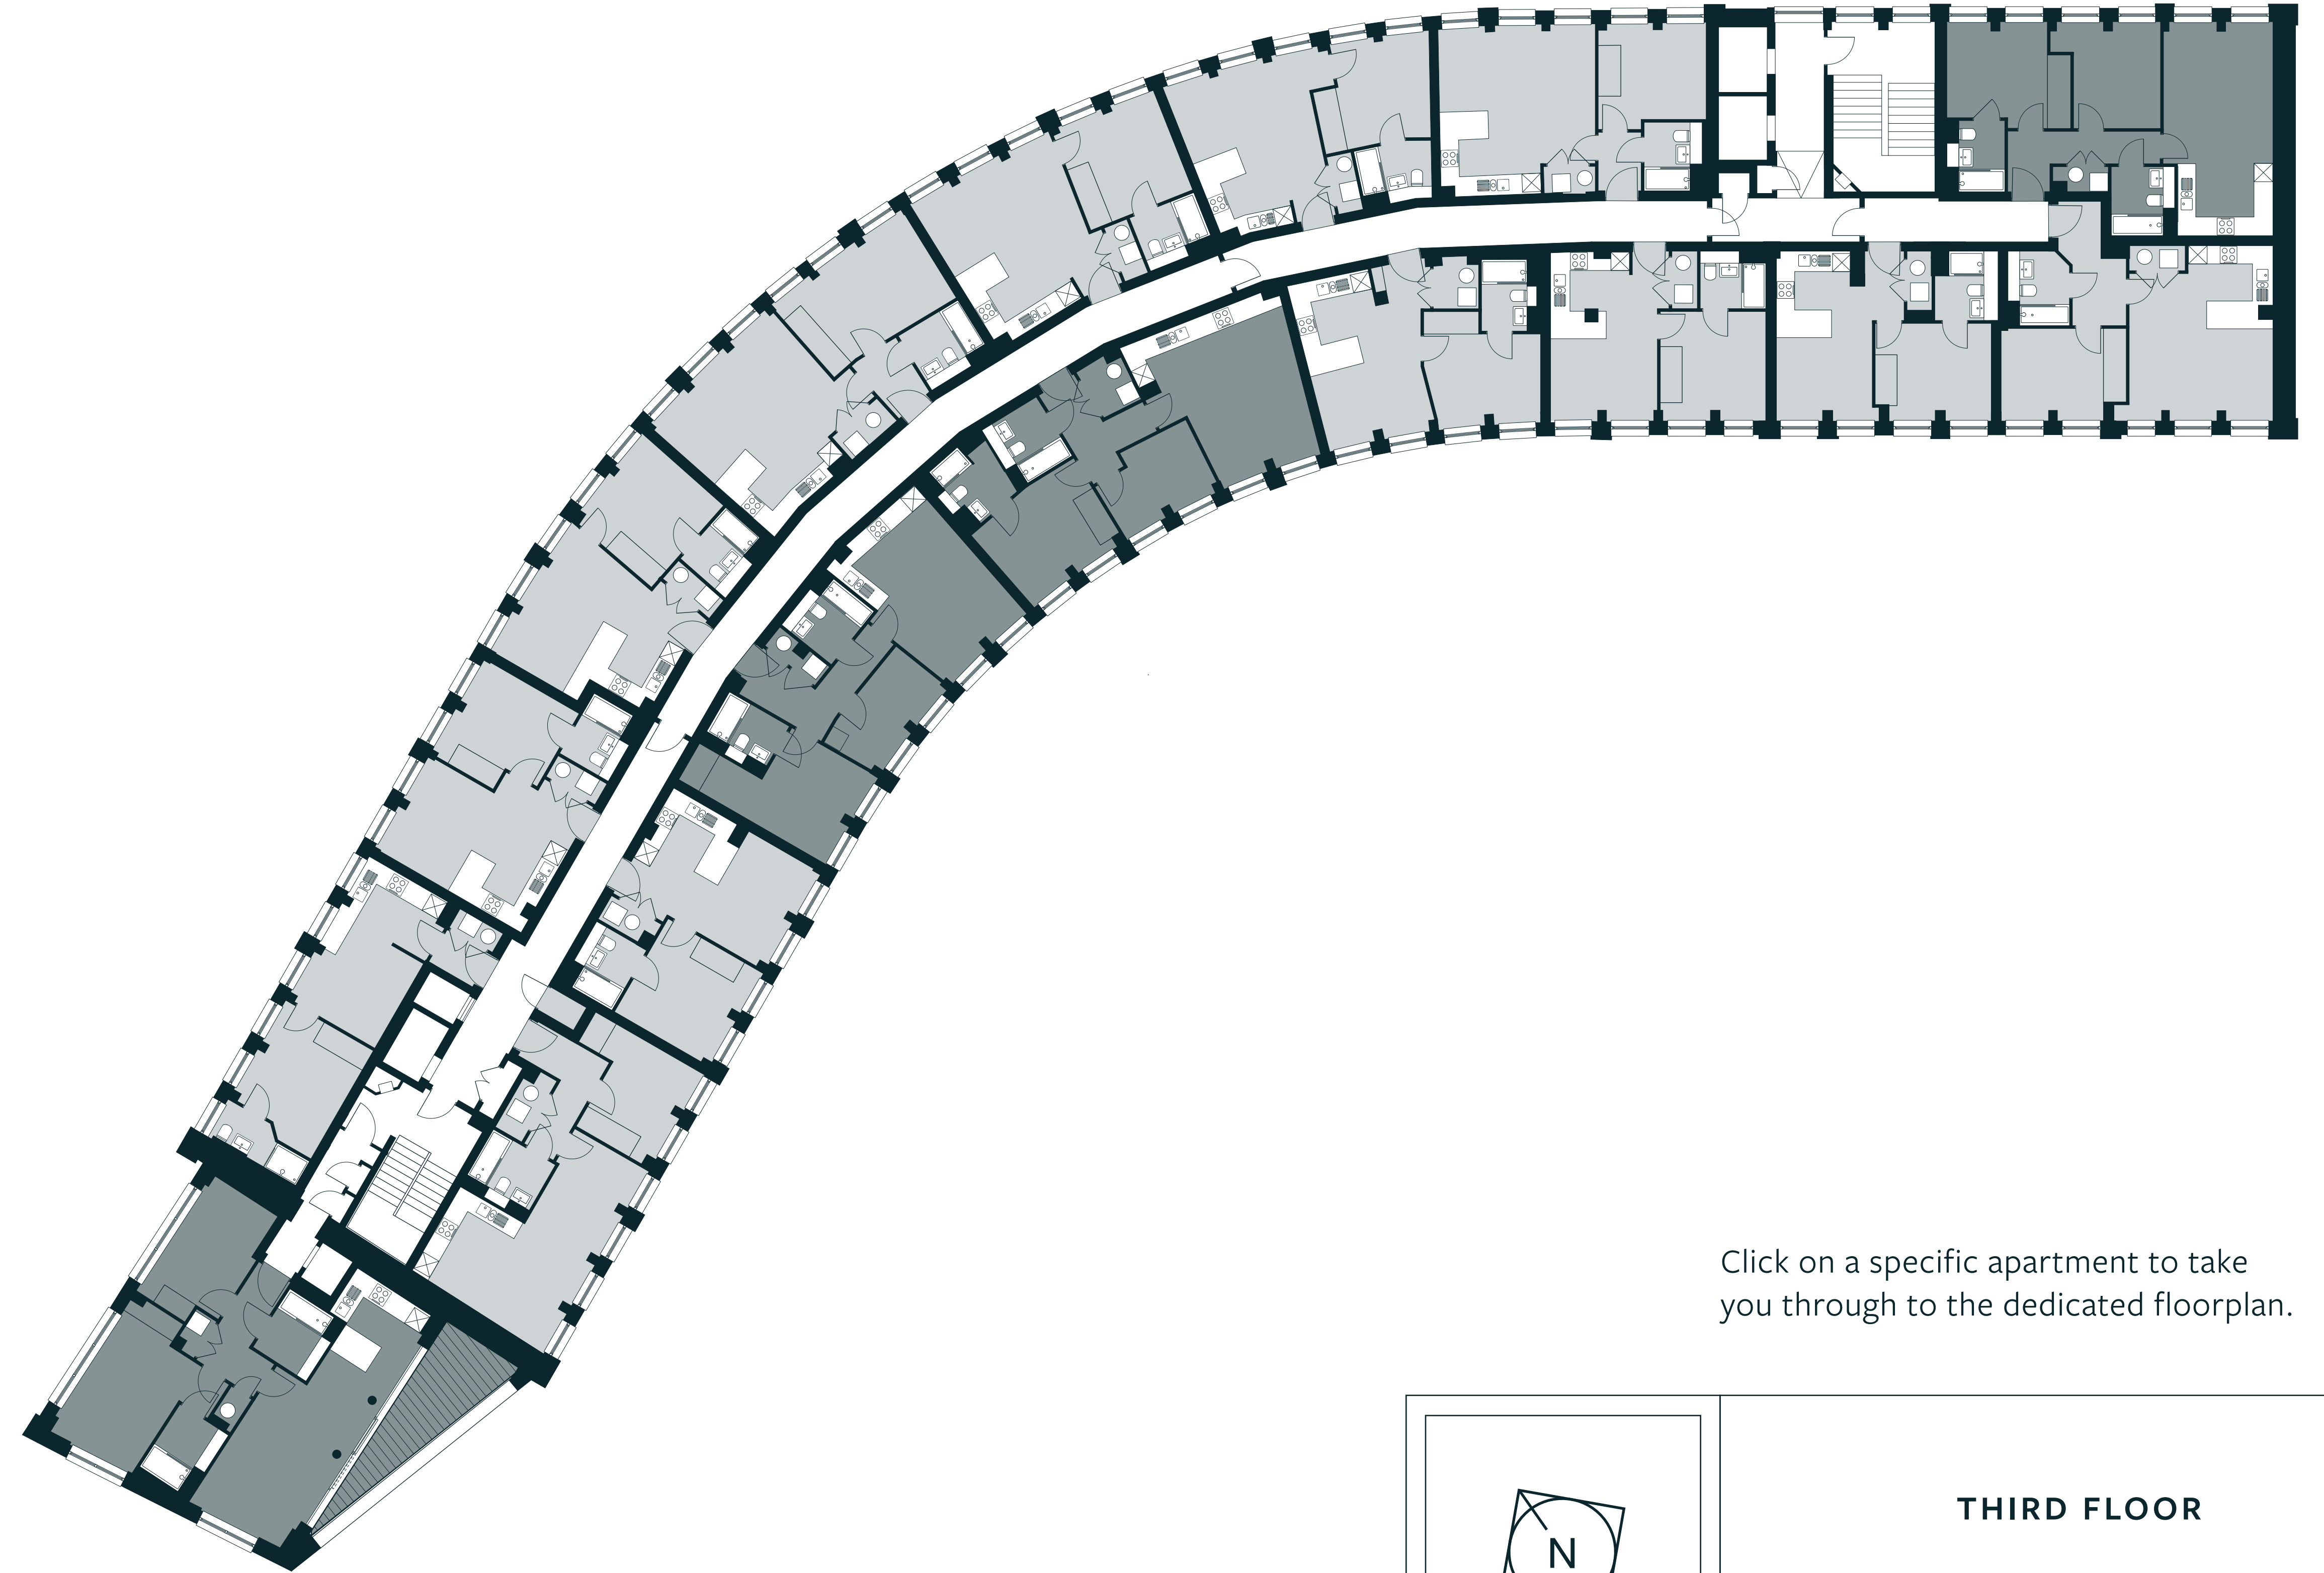 Click on a specific apartment to take
you through to the dedicated floorplan.
THIRD FLOOR
N